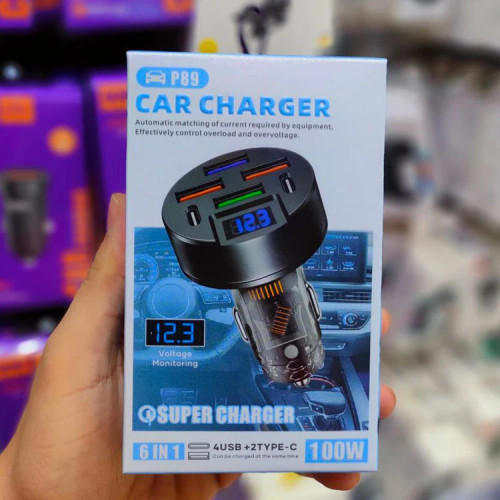 P89
CAR CHARGER
Automatic matching of current required by equipment,
Effectively control overload and overvoltage.
12.3
12.3
Voltage
Monitoring
SUPER CHARGER
6 IN 1
4USB +2TYPE-C
Can be charged at the same time
100W